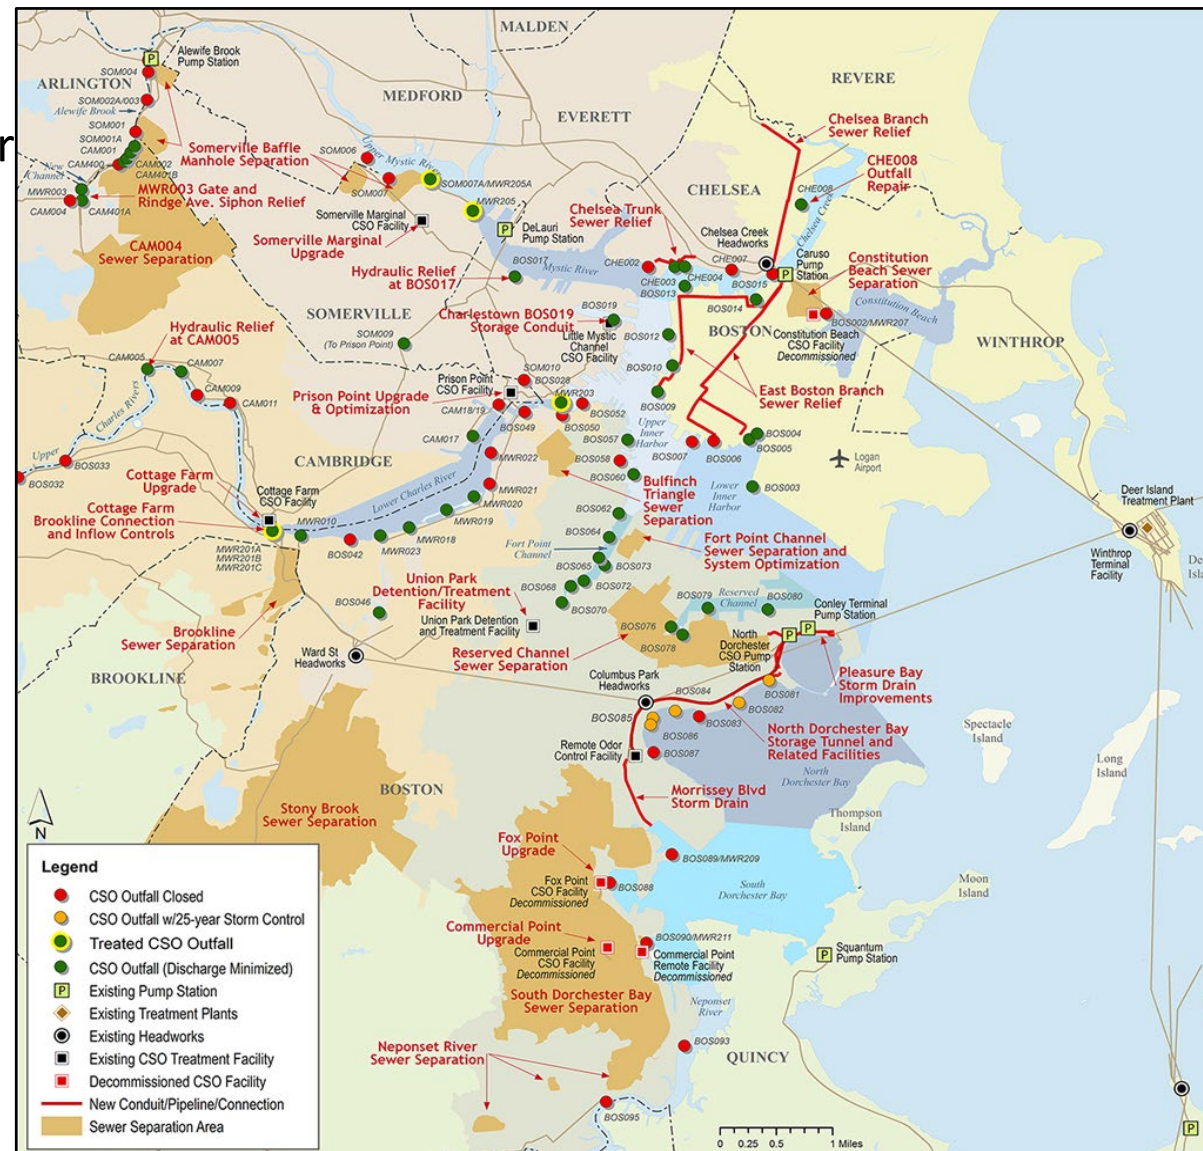 r
MALDEN
REVERE
ARLINGTON
MEDFORD
EVERETT
CHELSEA
WINTHROP
SOMERVILLE
BOSTON
CAMBRIDGE
BROOKLINE
BOSTON
QUINCY
Alewife Brook
Pump Station
SOM004
SOM002A/003
Alewife Brook
SOM001
SOM001A
CAM001
CAM400
CAM002
CAM401B
New
Channel
MWR003
CAM004
CAM401A
Somerville Baffle
Manhole Separation
MWR003 Gate and
Rindge Ave. Siphon Relief
CAM004
Sewer Separation
SOM006
SOM007
Upper Mystic River
SOM007A/MWR205A
MWR205
Somerville Marginal
CSO Facility
Somerville Marginal
Upgrade
DeLauri
Pump Station
Mystic River
BOS017
Hydraulic Relief
at BOS017
Chelsea Branch
Sewer Relief
CHE008
Outfall
Repair
CHE008
Chelsea Creek
Chelsea Trunk
Sewer Relief
Chelsea Creek
Headworks
CHE002
CHE003
CHE004
CHE007
BOS013
BOS015
BOS014
Caruso
Pump
Station
Constitution
Beach Sewer
Separation
Constitution Beach
BOS002/MWR207
Constitution Beach
CSO Facility
Decommissioned
BOS019
Charlestown BOS019
Storage Conduit
Little Mystic
Channel
CSO Facility
BOS012
BOS010
BOS009
East Boston Branch
Sewer Relief
SOM009
(To Prison Point)
Hydraulic Relief
at CAM005
CAM005
CAM007
CAM009
CAM011
Upper
Charles River
BOS033
BOS032
SOM010
BOS028
Prison Point
CSO Facility
Prison Point Upgrade
& Optimization
MWR203
CAM18/19
BOS049
BOS050
BOS052
CAM017
BOS057
BOS058
BOS060
Upper
Inner
Harbor
BOS007
BOS006
BOS004
BOS005
Logan
Airport
Lower
Inner
Harbor
BOS003
MWR022
MWR021
MWR020
MWR019
MWR018
MWR023
BOS042
MWR010
Lower Charles River
Cottage Farm
Upgrade
Cottage Farm
CSO Facility
Cottage Farm
Brookline Connection
and Inflow Controls
MWR201A
MWR201B
MWR201C
Bulfinch
Triangle
Sewer
Separation
BOS062
BOS064
Fort Point
Channel
BOS065
BOS073
BOS068
BOS072
BOS070
Fort Point Channel
Sewer Separation and
System Optimization
Union Park
Detention/Treatment
Facility
Union Park Detention
and Treatment Facility
BOS046
Brookline
Sewer Separation
Ward St
Headworks
BOS079
BOS080
Reserved
Channel
BOS076
BOS078
Reserved Channel
Sewer Separation
Conley Terminal
Pump Station
North
Dorchester
CSO Pump
Station
Pleasure Bay
Storm Drain
Improvements
Deer Island
Treatment Plant
Winthrop
Terminal
Facility
Columbus Park
Headworks
BOS084
BOS081
BOS082
BOS085
BOS083
BOS086
BOS087
North Dorchester Bay
Storage Tunnel and
Related Facilities
Remote Odor
Control Facility
North
Dorchester Bay
Morrissey Blvd
Storm Drain
Spectacle
Island
Long
Island
Thompson
Island
Moon
Island
Stony Brook
Sewer Separation
Fox Point
Upgrade
Fox Point
CSO Facility
Decommissioned
BOS088
BOS089/MWR209
South
Dorchester Bay
Commercial Point
Upgrade
Commercial Point
CSO Facility
Decommissioned
BOS090/MWR211
Commercial Point
Remote Facility
Decommissioned
South Dorchester Bay
Sewer Separation
Squantum
Pump Station
Neponset
River
BOS093
Neponset River
Sewer Separation
BOS095
N
Legend
CSO Outfall Closed
CSO Outfall w/25-year Storm Control
Treated CSO Outfall
CSO Outfall (Discharge Minimized)
P Existing Pump Station
Existing Treatment Plants
Existing Headworks
Existing CSO Treatment Facility
Decommissioned CSO Facility
New Conduit/Pipeline/Connection
Sewer Separation Area
0 0.25 0.5 1 Miles